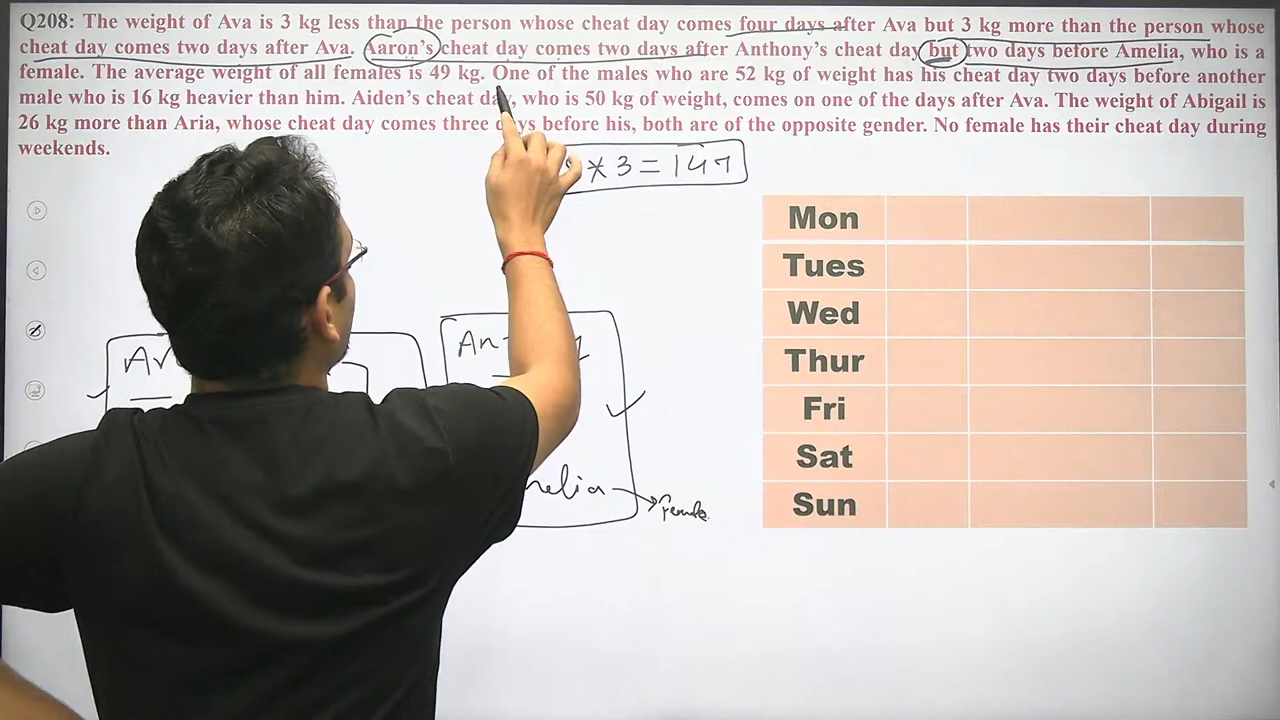 Q208: The weight of Ava is 3 kg less than the person whose cheat day comes four days after Ava but 3 kg more than the person whose
cheat day comes two days after Ava. Aaron's cheat day comes two days after Anthony's cheat day but two days before Amelia, who is a
female. The average weight of all females is 49 kg. One of the males who are 52 kg of weight has his cheat day two days before another
male who is 16 kg heavier than him. Aiden's cheat day, who is 50 kg of weight, comes on one of the days after Ava. The weight of Abigail is
26 kg more than Aria, whose cheat day comes three days before his, both are of the opposite gender. No female has their cheat day during
weekends.
* 3 = 147
Mon
Tues
Wed
Thur
Fri
Sat
Sun
Female